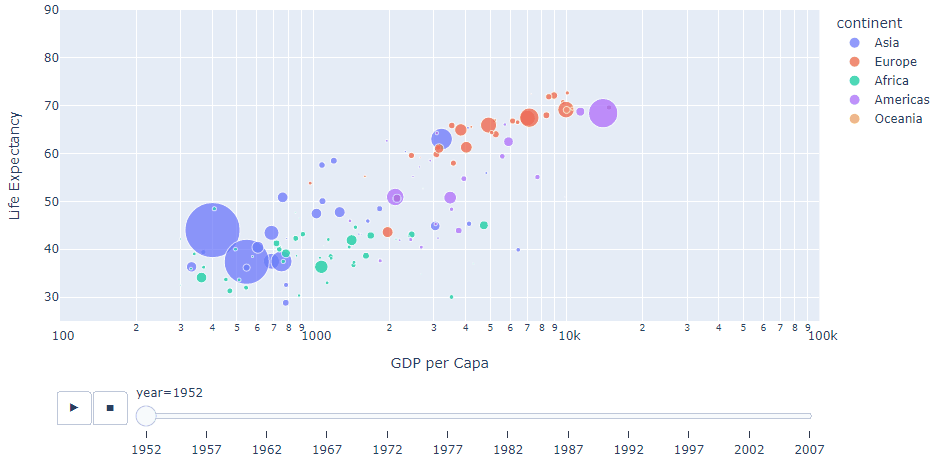 90
80
70
60
50
40
30
Life Expectancy
100 2 3 4 5 6 7 8 9 1000 2 3 4 5 6 7 8 9 10k 2 3 4 5 6 7 8 9 100k
GDP per Capa
continent
Asia
Europe
Africa
Americas
Oceania
year=1952
1952 1957 1962 1967 1972 1977 1982 1987 1992 1997 2002 2007